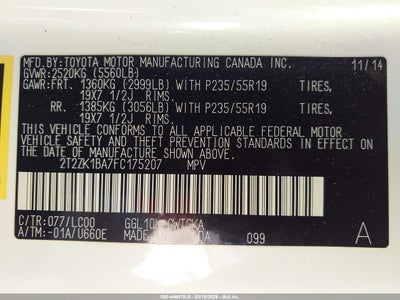 MFD. BY: TOYOTA MOTOR MANUFACTURING CANADA INC.
GVWR: 2520KG (5560LB) 11/14
GAWR: FRT. 1360KG (2999LB) WITH P235/55R19 TIRES,
19X7 1/2J RIMS
RR. 1385KG (3056LB) WITH P235/55R19 TIRES,
19X7 1/2J RIMS
THIS VEHICLE CONFORMS TO ALL APPLICABLE FEDERAL MOTOR
VEHICLE SAFETY AND THEFT PREVENTION STANDARDS IN EFFECT
ON THE DATE OF MANUFACTURE SHOWN ABOVE.
2T2ZK1BA7FC175207 MPV
C/TR: 077/LC00
A/TM: -01A/U660E 099 A